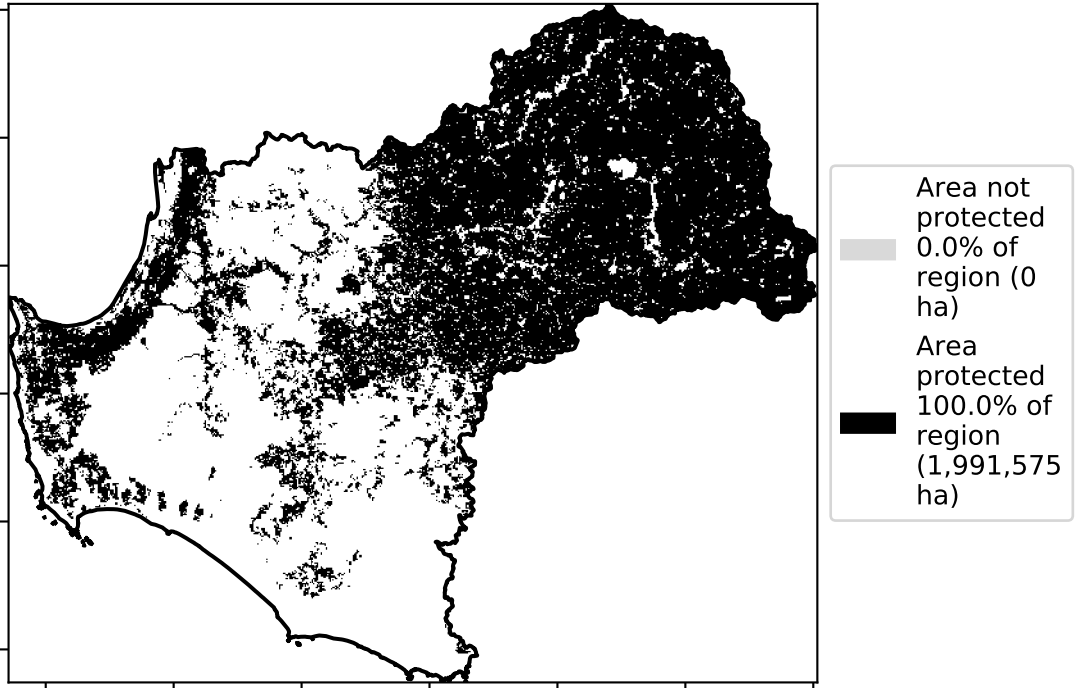 Area not
protected
0.0% of
region (0
ha)
Area
protected
100.0% of
region
(1,991,575
ha)